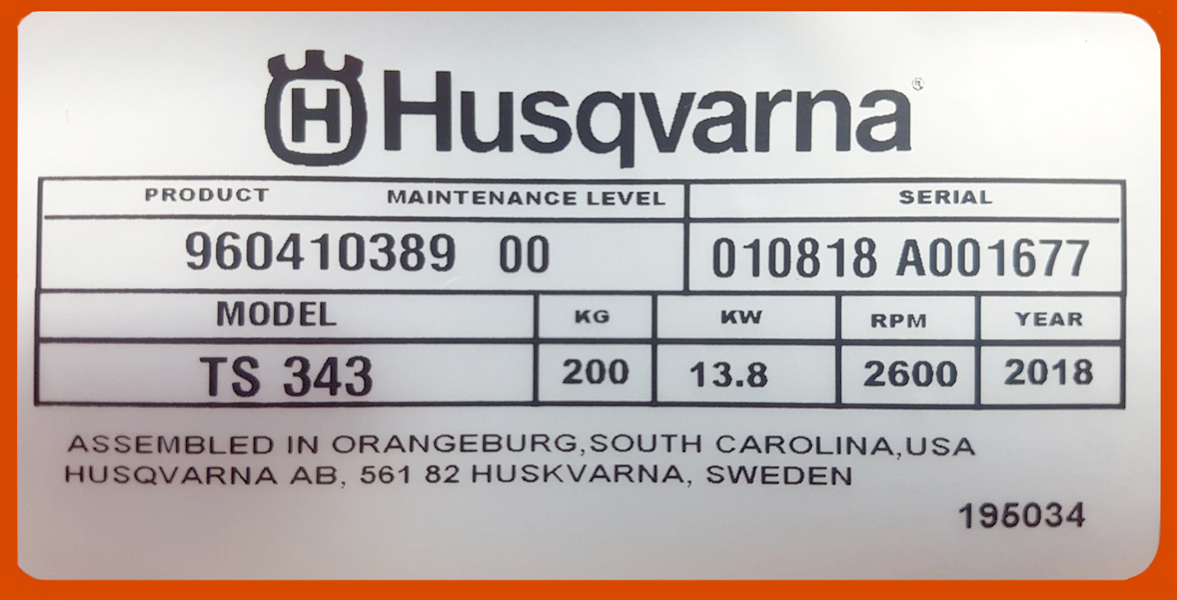 H Husqvarna®
PRODUCT MAINTENANCE LEVEL SERIAL
960410389 00 010818 A001677
MODEL KG KW RPM YEAR
TS 343 200 13.8 2600 2018
ASSEMBLED IN ORANGEBURG,SOUTH CAROLINA,USA
HUSQVARNA AB, 561 82 HUSKVARNA, SWEDEN
195034